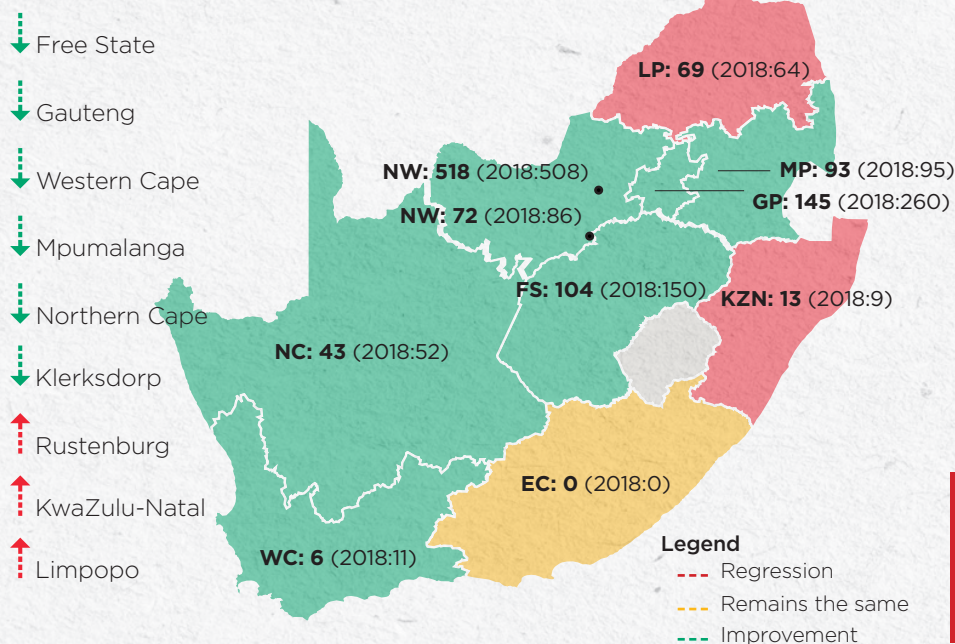 Free State
Gauteng
Western Cape
Mpumalanga
Northern Cape
Klerksdorp
Rustenburg
KwaZulu-Natal
Limpopo
LP: 69 (2018:64)
NW: 518 (2018:508)
MP: 93 (2018:95)
GP: 145 (2018:260)
NW: 72 (2018:86)
FS: 104 (2018:150)
KZN: 13 (2018:9)
NC: 43 (2018:52)
EC: 0 (2018:0)
WC: 6 (2018:11)
Legend
Regression
Remains the same
Improvement